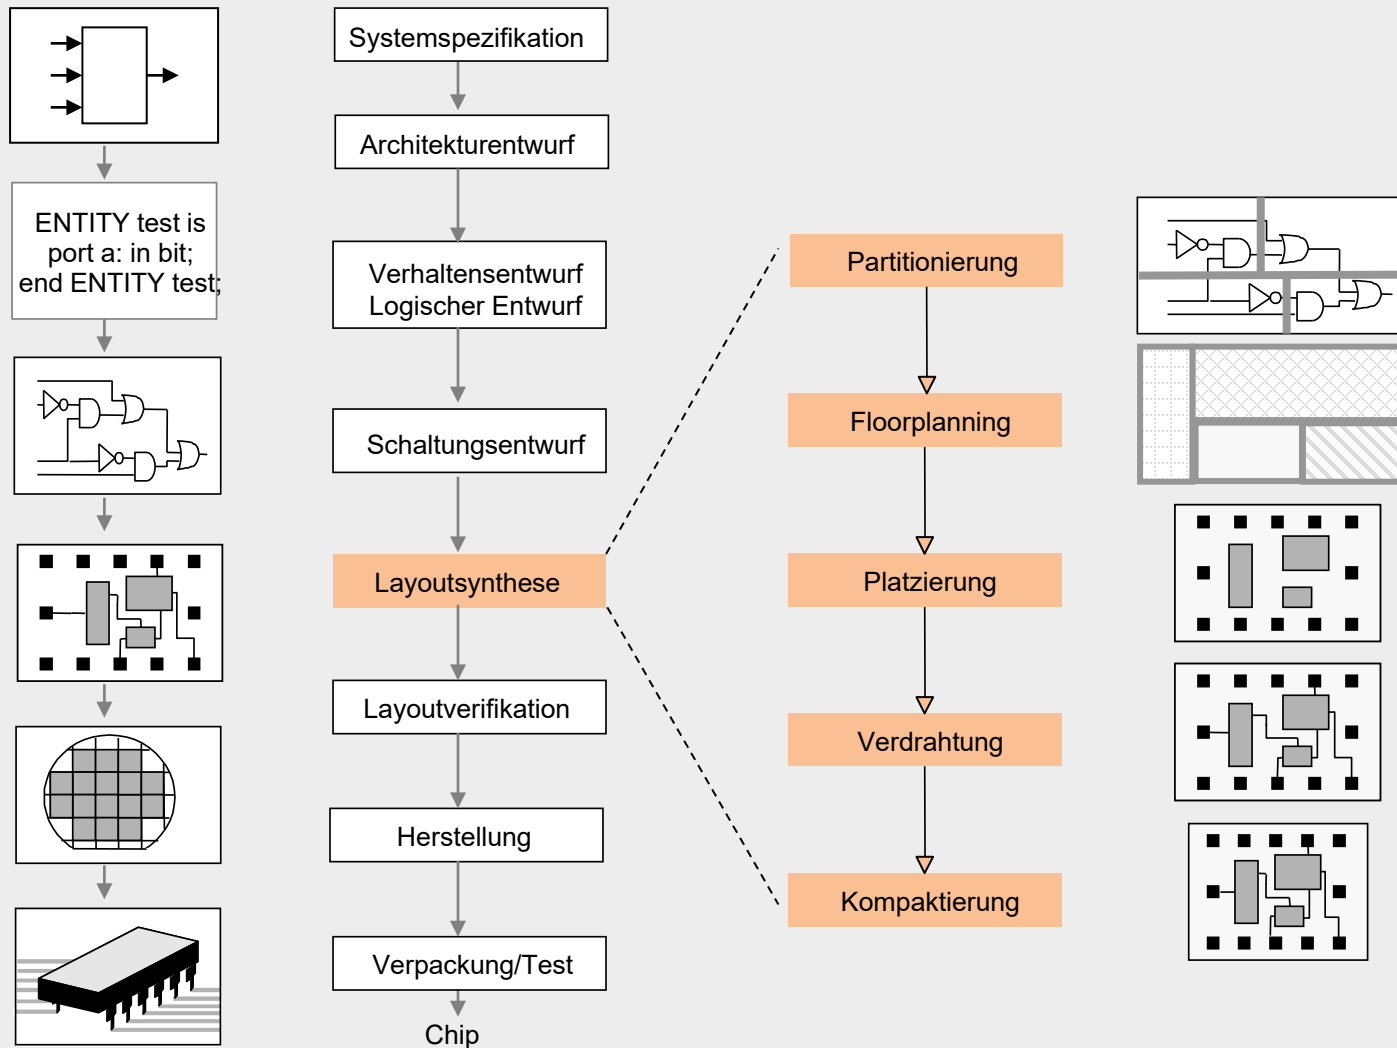 Systemspezifikation
Architekturentwurf
ENTITY test is
port a: in bit;
end ENTITY test;
Verhaltensentwurf
Logischer Entwurf
Schaltungsentwurf
Layoutsynthese
Layoutverifikation
Herstellung
Verpackung/Test
Chip
Partitionierung
Floorplanning
Platzierung
Verdrahtung
Kompaktierung